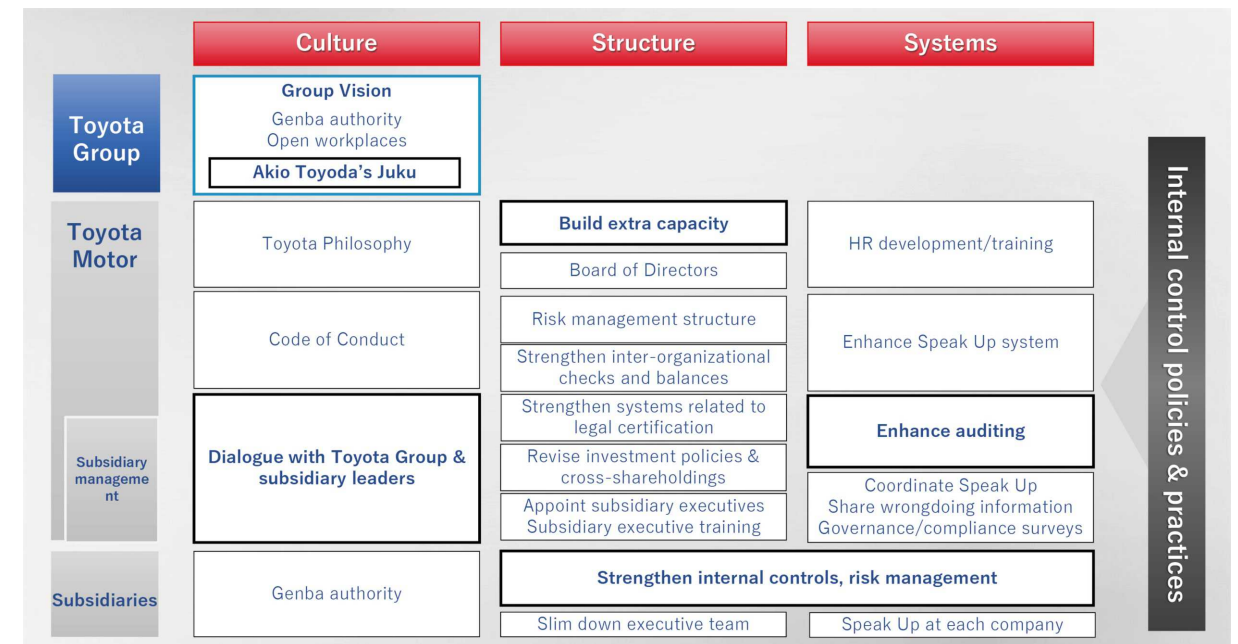 Culture
Structure
Systems
Toyota
Group
Group Vision
Genba authority
Open workplaces
Akio Toyoda's Juku
Toyota
Motor
Toyota Philosophy
Build extra capacity
Board of Directors
HR development/training
Code of Conduct
Risk management structure
Strengthen inter-organizational
checks and balances
Enhance Speak Up system
Subsidiary
manageme
nt
Dialogue with Toyota Group &
subsidiary leaders
Strengthen systems related to
legal certification
Revise investment policies &
cross-shareholdings
Appoint subsidiary executives
Subsidiary executive training
Enhance auditing
Coordinate Speak Up
Share wrongdoing information
Governance/compliance surveys
Subsidiaries
Genba authority
Strengthen internal controls, risk management
Slim down executive team
Speak Up at each company
Internal control policies & practices